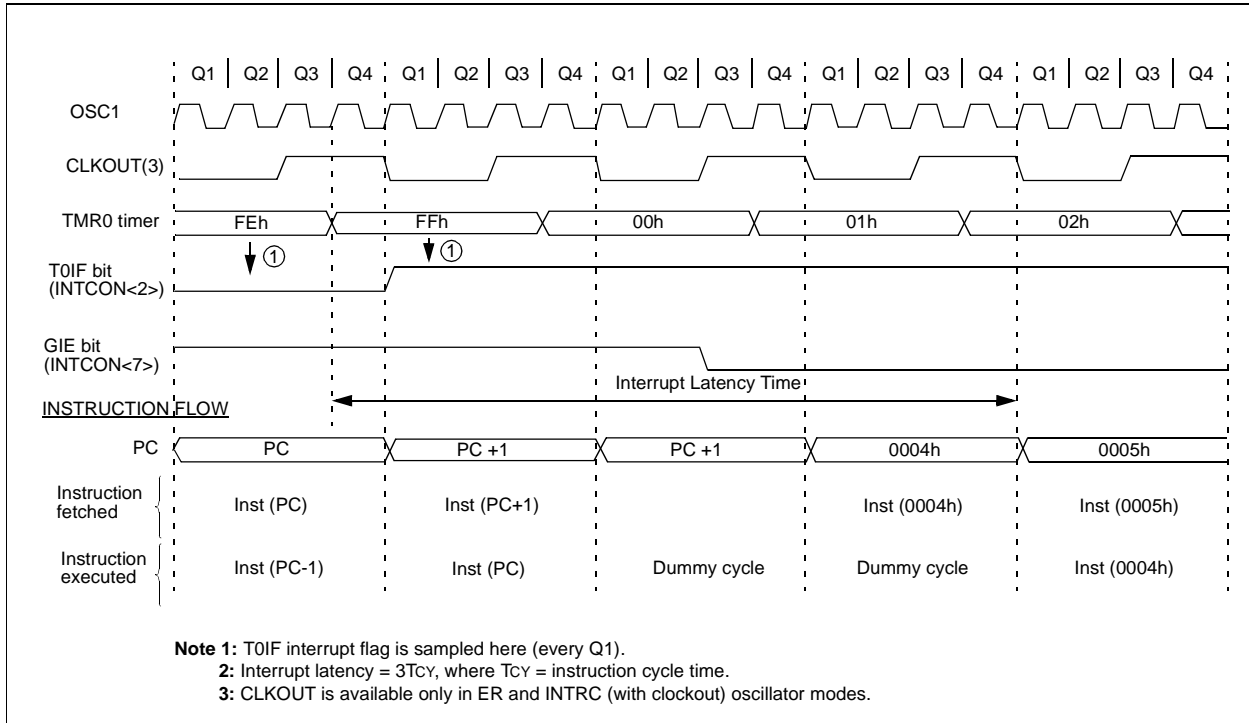 Q1 Q2 Q3 Q4 Q1 Q2 Q3 Q4 Q1 Q2 Q3 Q4 Q1 Q2 Q3 Q4 Q1 Q2 Q3 Q4
OSC1
CLKOUT(3)
TMR0 timer FEh FFh 00h 01h 02h
1 1
T0IF bit
(INTCON<2>)
GIE bit
(INTCON<7>)
Interrupt Latency Time
INSTRUCTION FLOW
PC PC PC +1 PC +1 0004h 0005h
Instruction
fetched
Inst (PC) Inst (PC+1) Inst (0004h) Inst (0005h)
Instruction
executed
Inst (PC-1) Inst (PC) Dummy cycle Dummy cycle Inst (0004h)
Note 1: T0IF interrupt flag is sampled here (every Q1).
2: Interrupt latency = 3TCY, where TCY = instruction cycle time.
3: CLKOUT is available only in ER and INTRC (with clockout) oscillator modes.